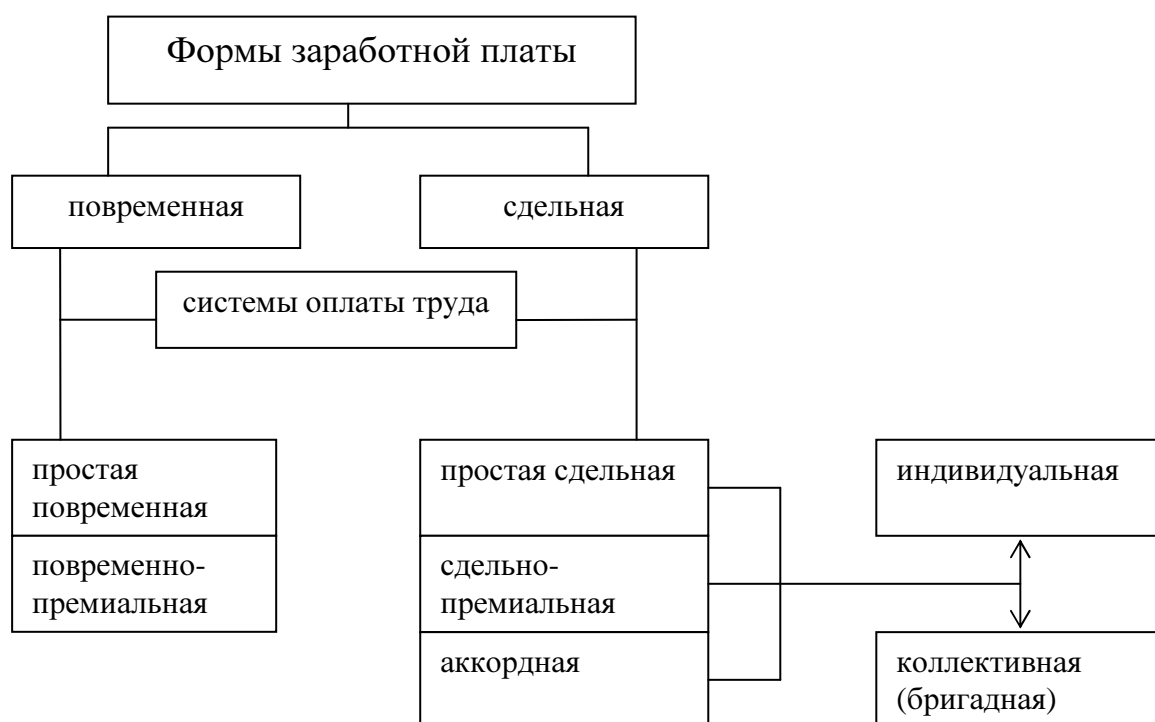 Формы заработной платы
повременная
сдельная
системы оплаты труда
простая
повременная
повременно-
премиальная
простая сдельная
сдельно-
премиальная
аккордная
индивидуальная
коллективная
(бригадная)